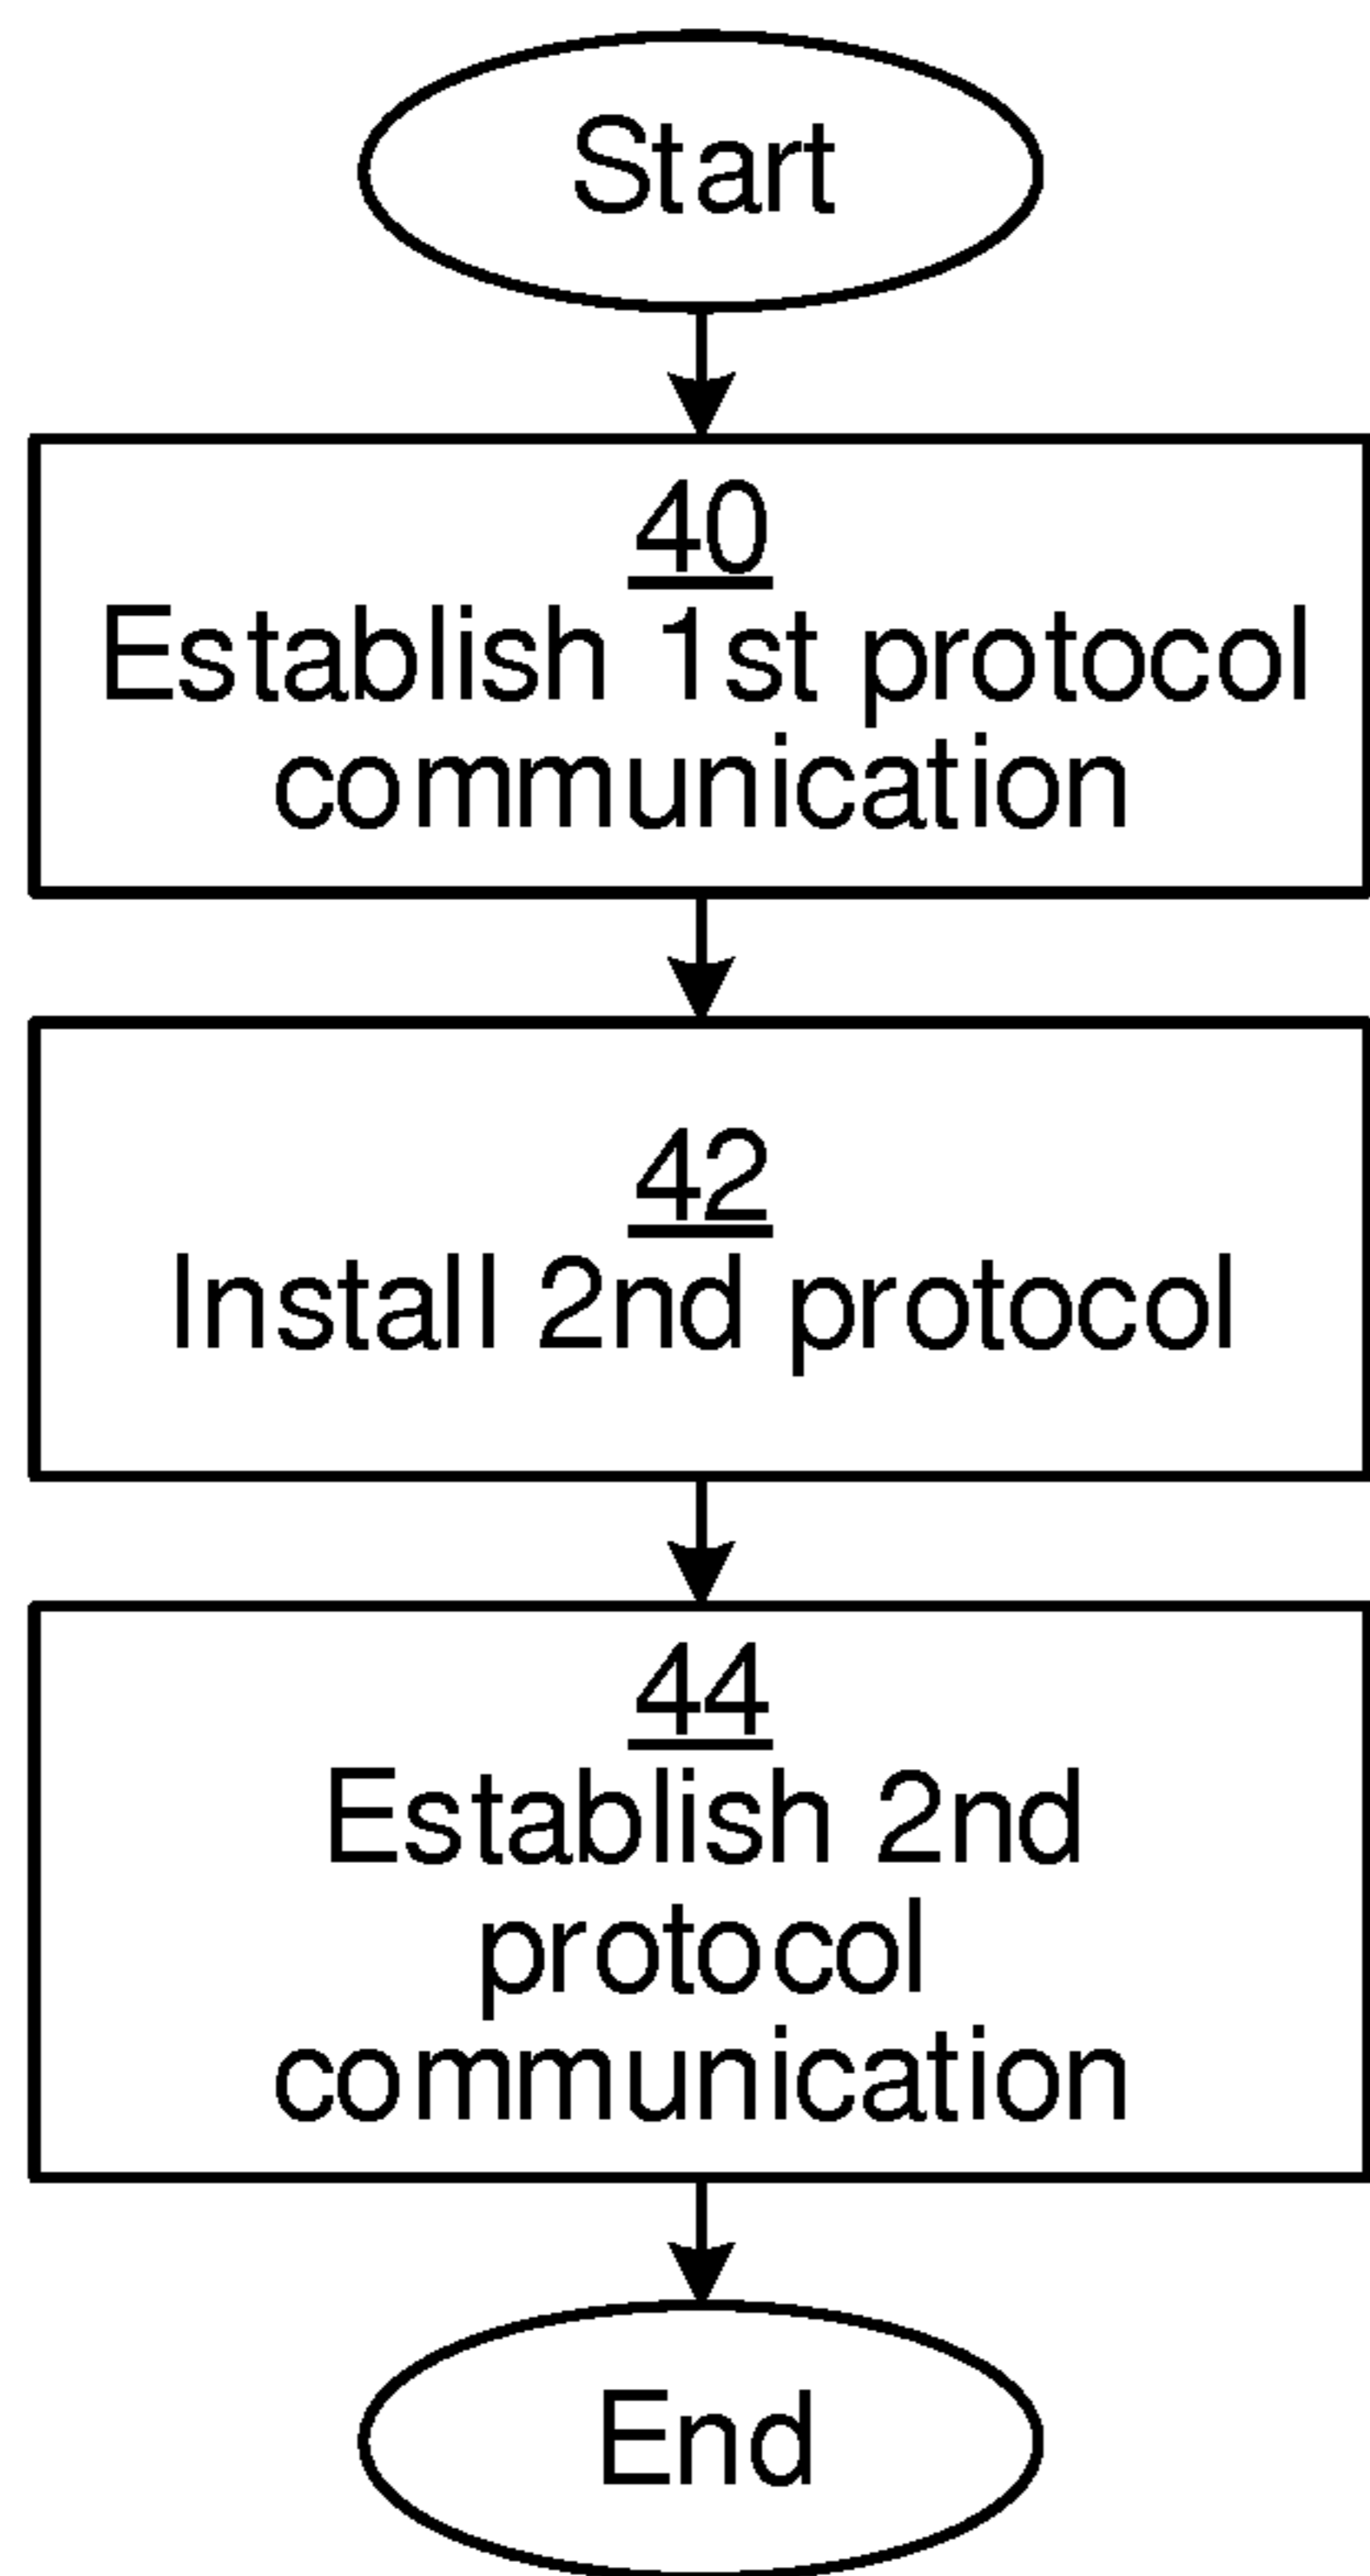 Start
40
Establish 1st protocol
communication
42
Install 2nd protocol
44
Establish 2nd
protocol
communication
End